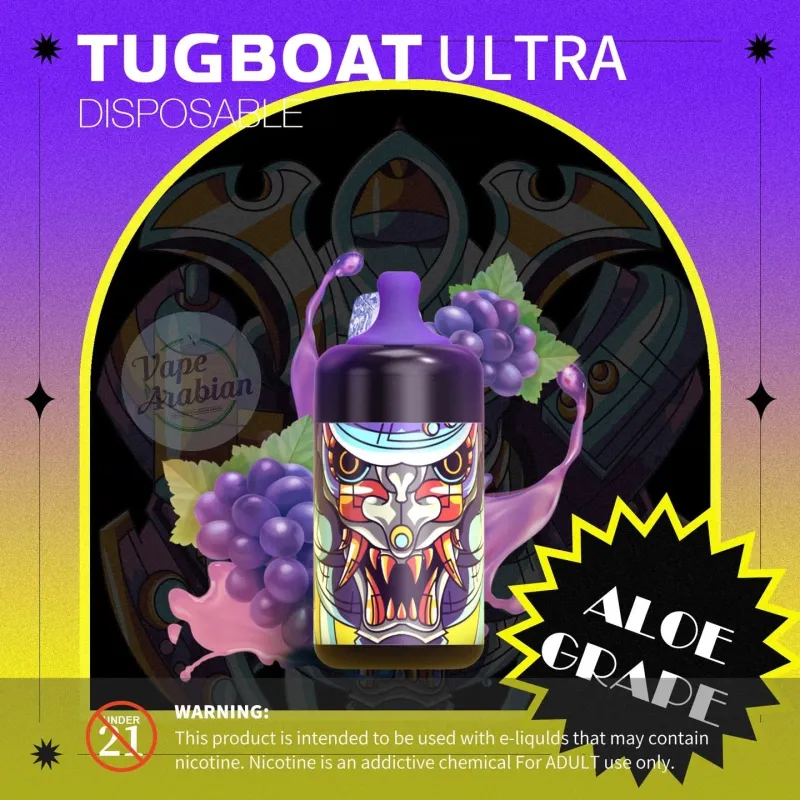 TUGBOAT ULTRA
DISPOSABLE
Vape
Arabian
ALOE
GRAPE
UNDER
21
WARNING:
This product is intended to be used with e-liqulds that may contain
nicotine. Nicotine is an addictive chemical For ADULT use only.